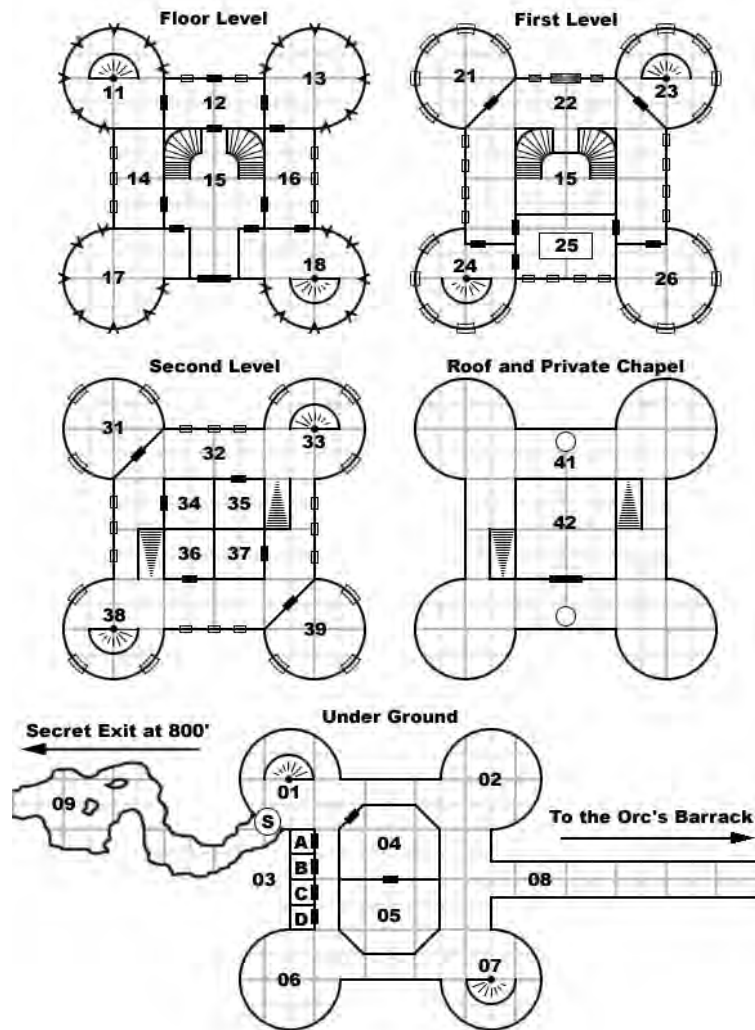 Floor Level
First Level
11
12
13
14
15
16
17
18
21
22
23
15
24
25
26
Second Level
Roof and Private Chapel
31
32
33
34
35
36
37
38
39
41
42
Under Ground
Secret Exit at 800'
To the Orc's Barrack
01
02
09
S
A
B
C
D
03
04
05
08
06
07